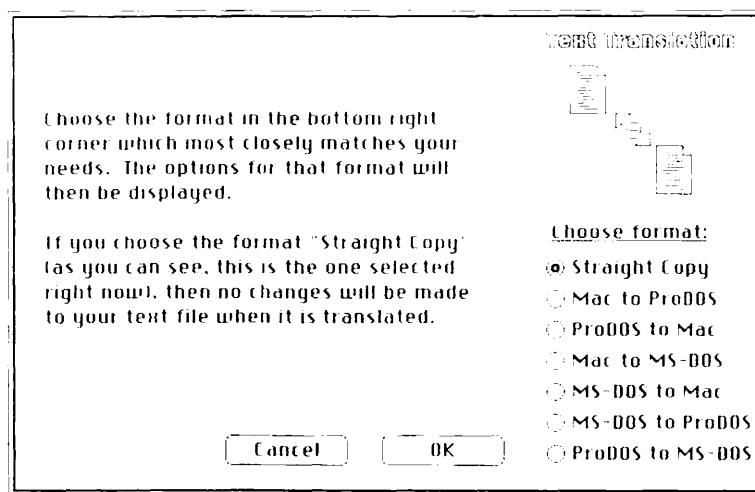 Text Translation
Choose the format in the bottom right
corner which most closely matches your
needs. The options for that format will
then be displayed.
If you choose the format "Straight Copy"
(as you can see, this is the one selected
right now), then no changes will be made
to your text file when it is translated.
Choose format:
Straight Copy
Mac to ProDOS
ProDOS to Mac
Mac to MS-DOS
MS-DOS to Mac
MS-DOS to ProDOS
ProDOS to MS-DOS
Cancel
OK